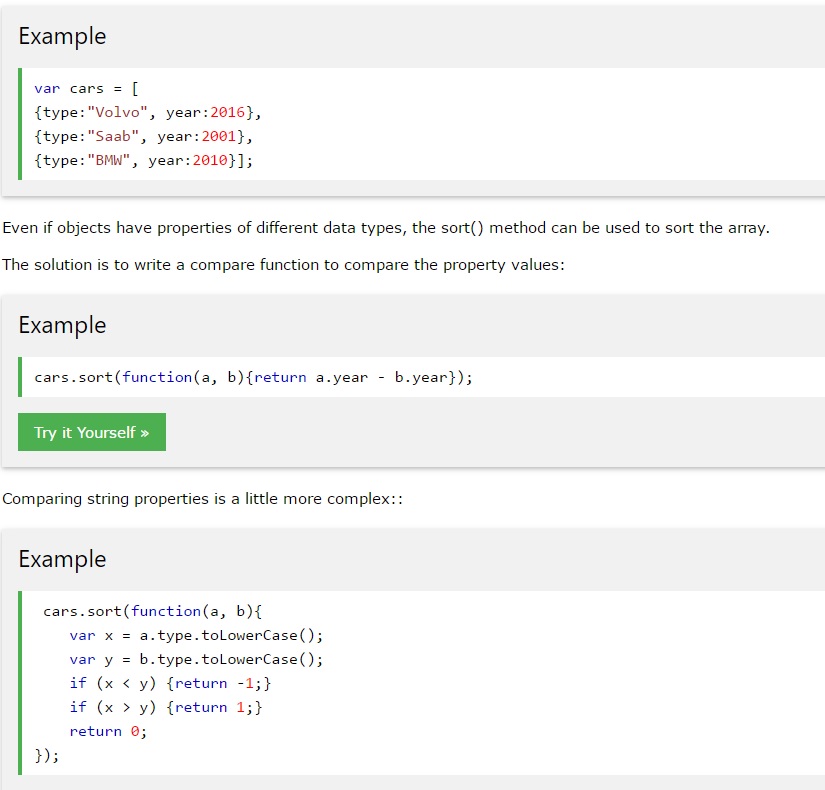 Example
var cars = [
{type:"Volvo", year:2016},
{type:"Saab", year:2001},
{type:"BMW", year:2010}];
Even if objects have properties of different data types, the sort() method can be used to sort the array.
The solution is to write a compare function to compare the property values:
Example
cars.sort(function(a, b){return a.year - b.year});
Try it Yourself »
Comparing string properties is a little more complex::
Example
cars.sort(function(a, b){
var x = a.type.toLowerCase();
var y = b.type.toLowerCase();
if (x < y) {return -1;}
if (x > y) {return 1;}
return 0;
});